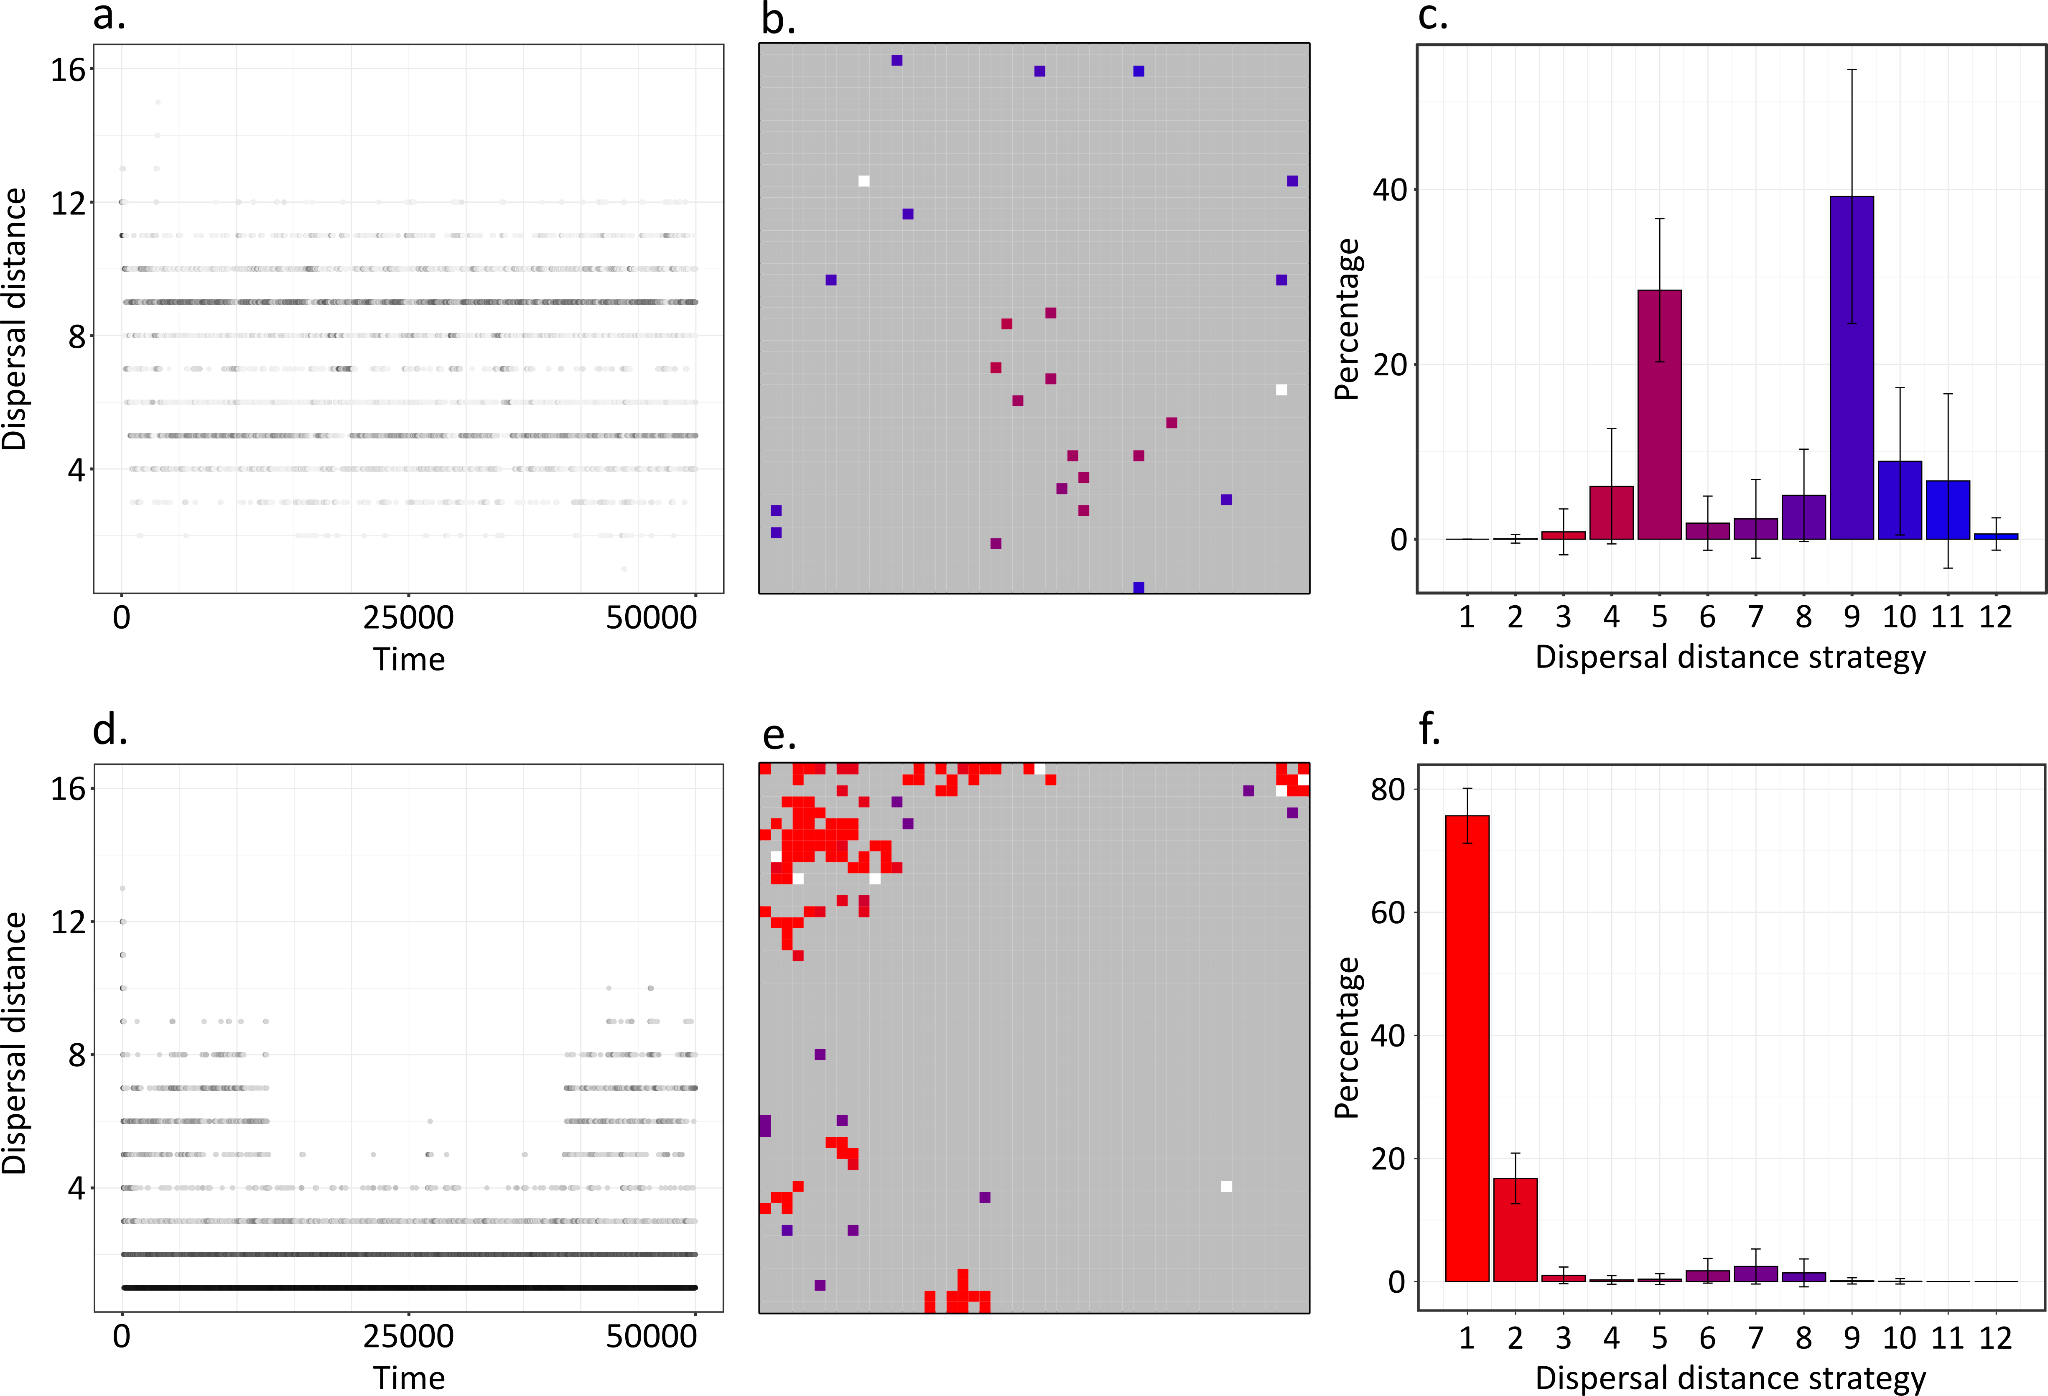 a.
16
12
8
4
Dispersal distance
0 25000 50000
Time
b.
c.
40
20
0
Percentage
1 2 3 4 5 6 7 8 9 10 11 12
Dispersal distance strategy
d.
16
12
8
4
Dispersal distance
0 25000 50000
Time
e.
f.
80
60
40
20
0
Percentage
1 2 3 4 5 6 7 8 9 10 11 12
Dispersal distance strategy